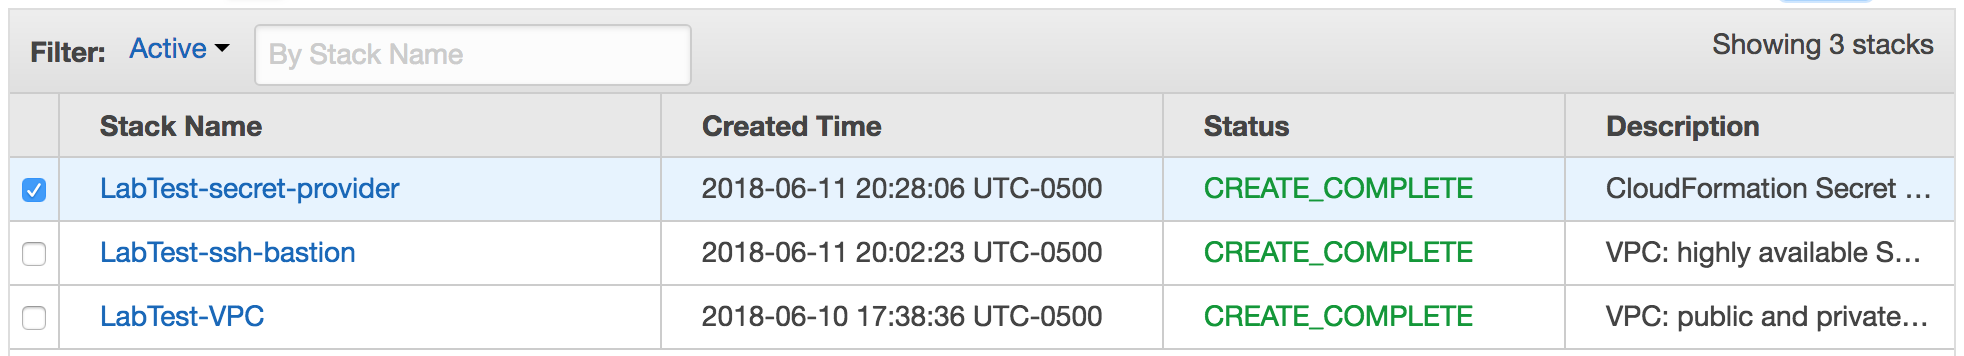 Filter: Active By Stack Name Showing 3 stacks
Stack Name Created Time Status Description
LabTest-secret-provider 2018-06-11 20:28:06 UTC-0500 CREATE_COMPLETE CloudFormation Secret ...
LabTest-ssh-bastion 2018-06-11 20:02:23 UTC-0500 CREATE_COMPLETE VPC: highly available S...
LabTest-VPC 2018-06-10 17:38:36 UTC-0500 CREATE_COMPLETE VPC: public and private...